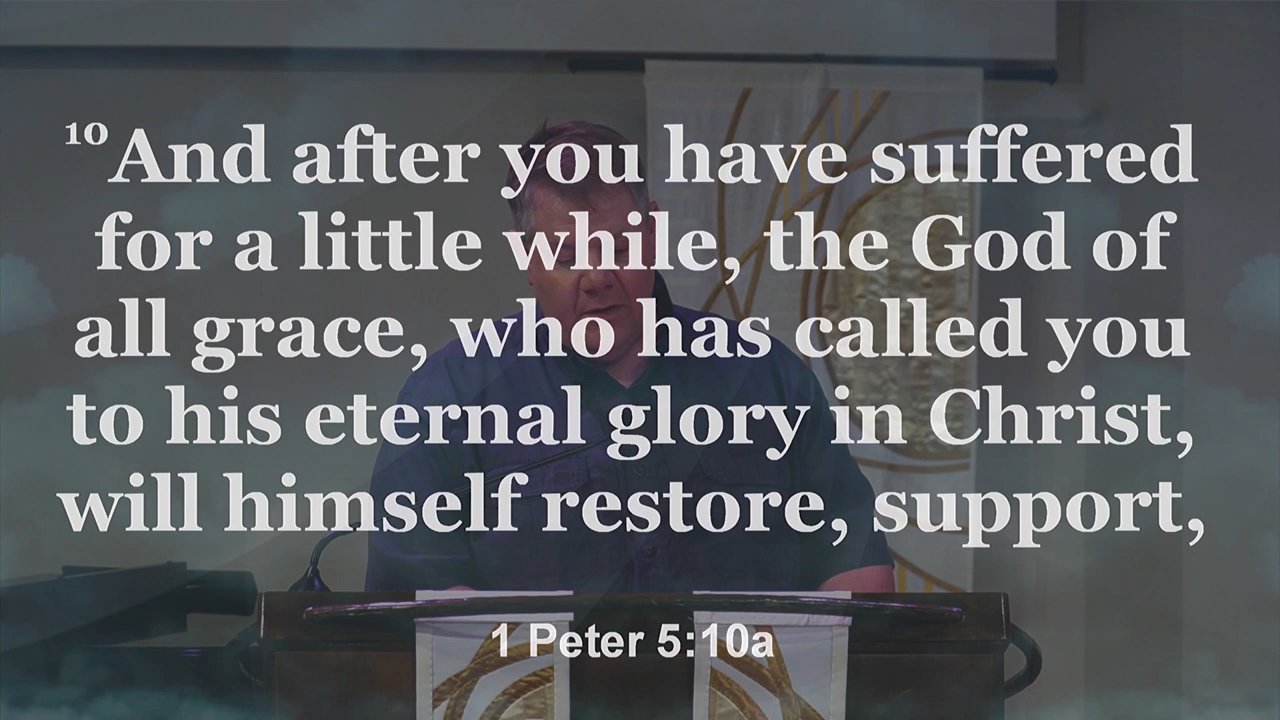 10And after you have suffered
for a little while, the God of
all grace, who has called you
to his eternal glory in Christ,
will himself restore, support,
1 Peter 5:10a